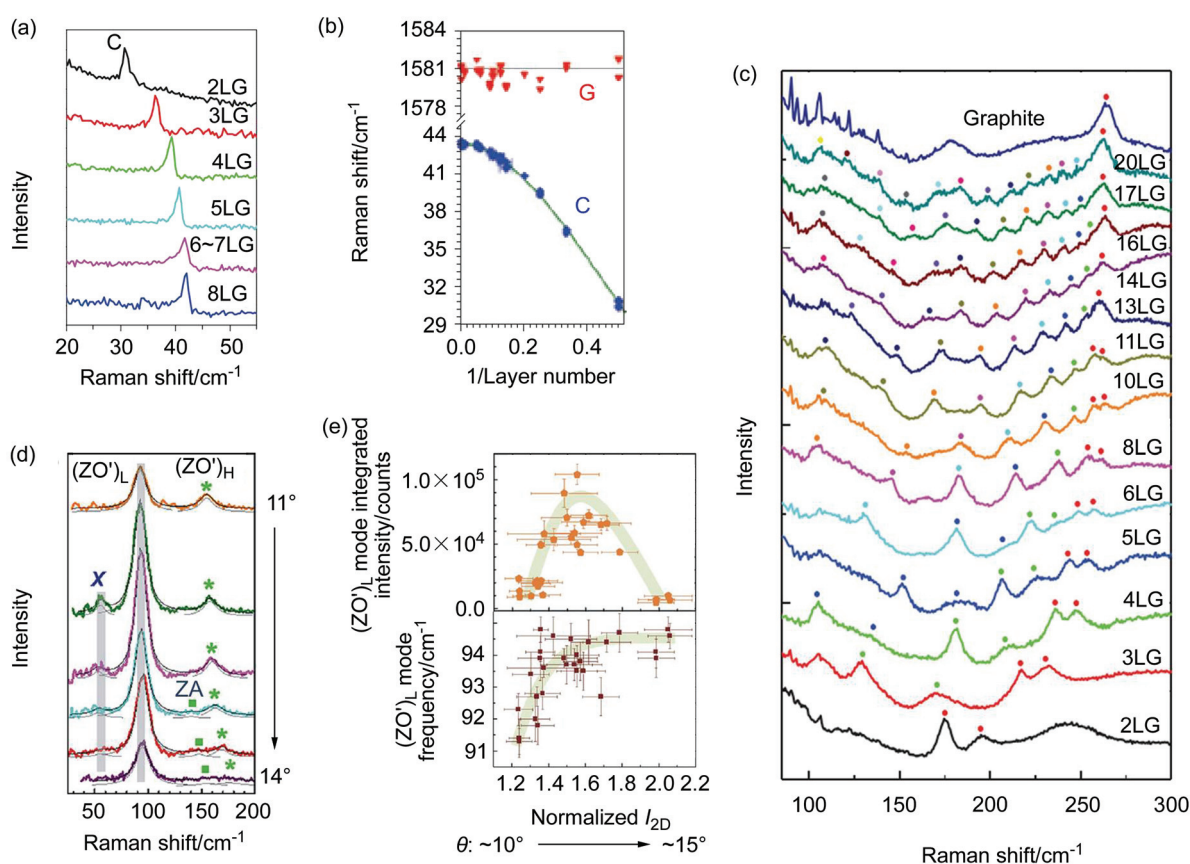 (a)
Intensity
C
2LG
3LG
4LG
5LG
6~7LG
8LG
20 30 40 50
Raman shift/cm⁻¹
(b)
Raman shift/cm⁻¹
1584
1581
1578
44
41
38
35
32
29
G
C
0.0 0.2 0.4
1/Layer number
(c)
Intensity
Graphite
20LG
17LG
16LG
14LG
13LG
11LG
10LG
8LG
6LG
5LG
4LG
3LG
2LG
100 150 200 250 300
Raman shift/cm⁻¹
(d)
Intensity
(ZO')L (ZO')H
11°
X
ZA
14°
50 100 150 200
Raman shift/cm⁻¹
(e)
(ZO')L mode integrated
intensity/counts
1.0×10⁵
5.0×10⁴
0.0
(ZO')L mode
frequency/cm⁻¹
94
93
92
91
1.2 1.4 1.6 1.8 2.0 2.2
Normalized I2D
θ: ~10° ~15°